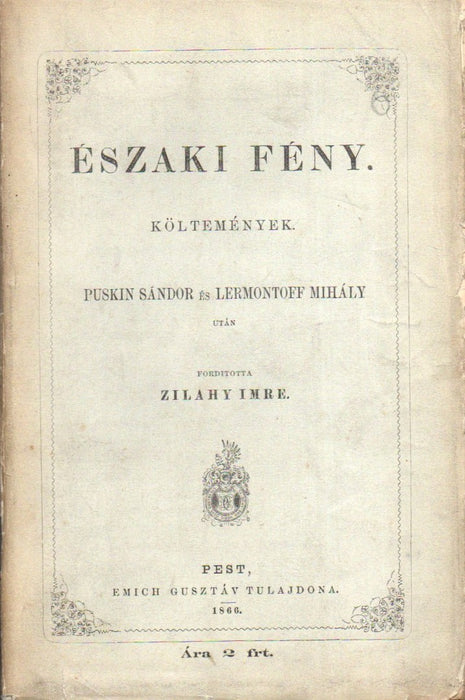 ÉSZAKI FÉNY.
KÖLTEMÉNYEK.
PUSKIN SÁNDOR ÉS LERMONTOFF MIHÁLY
UTÁN
FORDITOTTA
ZILAHY IMRE.
PEST,
EMICH GUSZTÁV TULAJDONA.
1866.
Ára 2 frt.